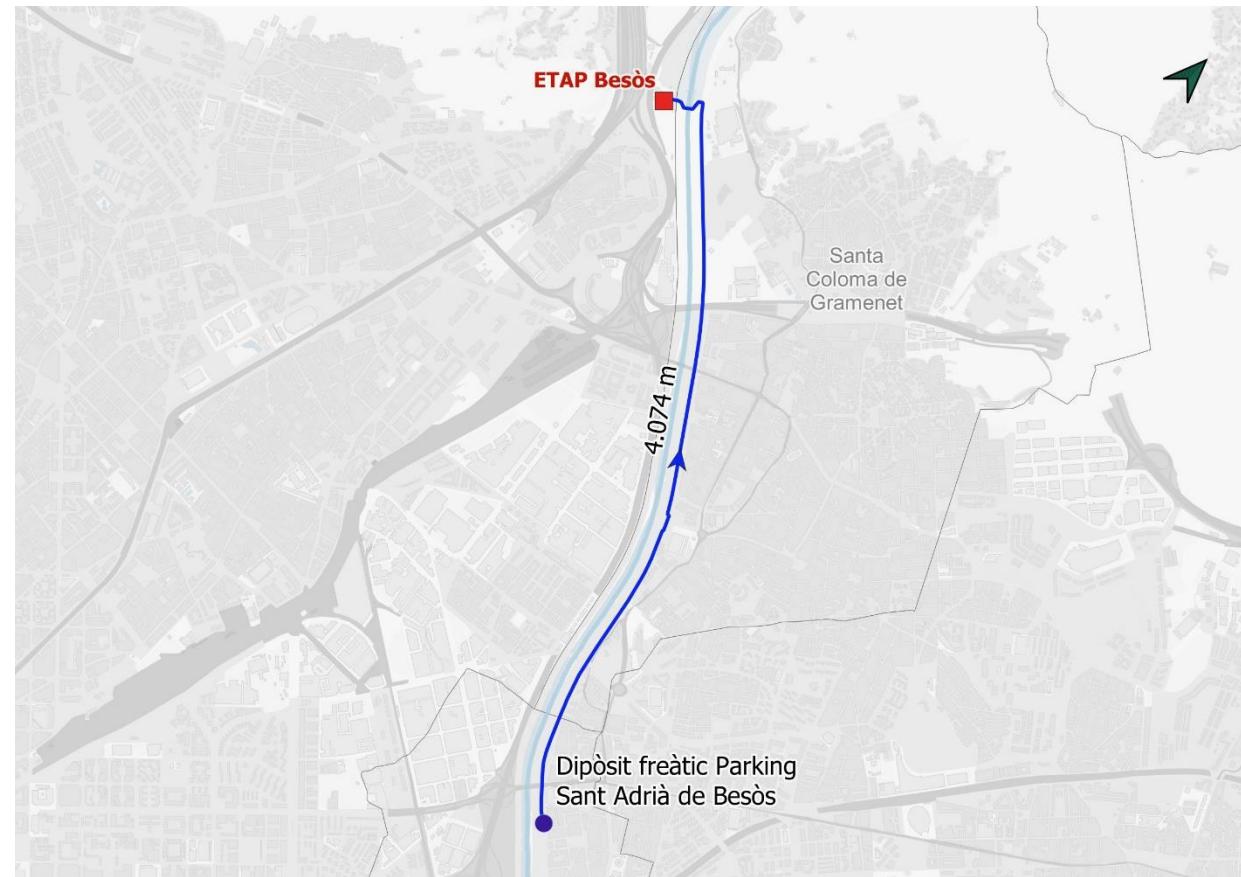 ETAP Besòs
Santa
Coloma de
Gramenet
4.074 m
Dipòsit freàtic Parking
Sant Adrià de Besòs